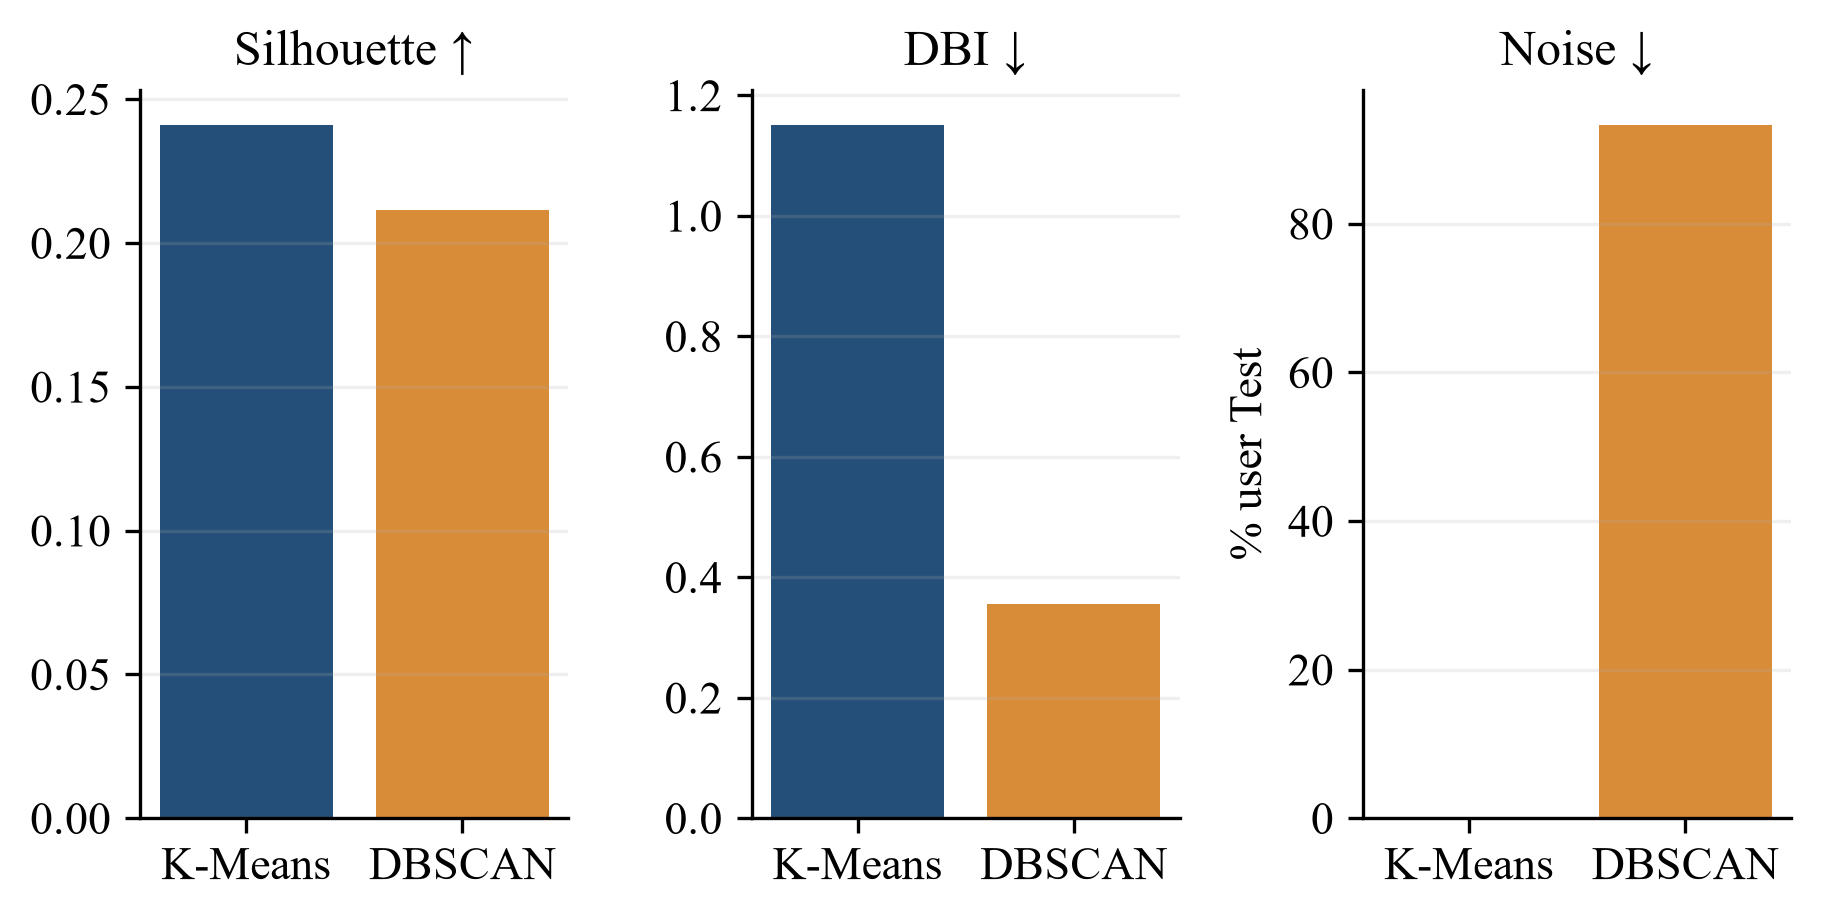 Silhouette ↑
0.25
0.20
0.15
0.10
0.05
0.00
K-Means
DBSCAN
DBI ↓
1.2
1.0
0.8
0.6
0.4
0.2
0.0
K-Means
DBSCAN
Noise ↓
% user Test
80
60
40
20
0
K-Means
DBSCAN